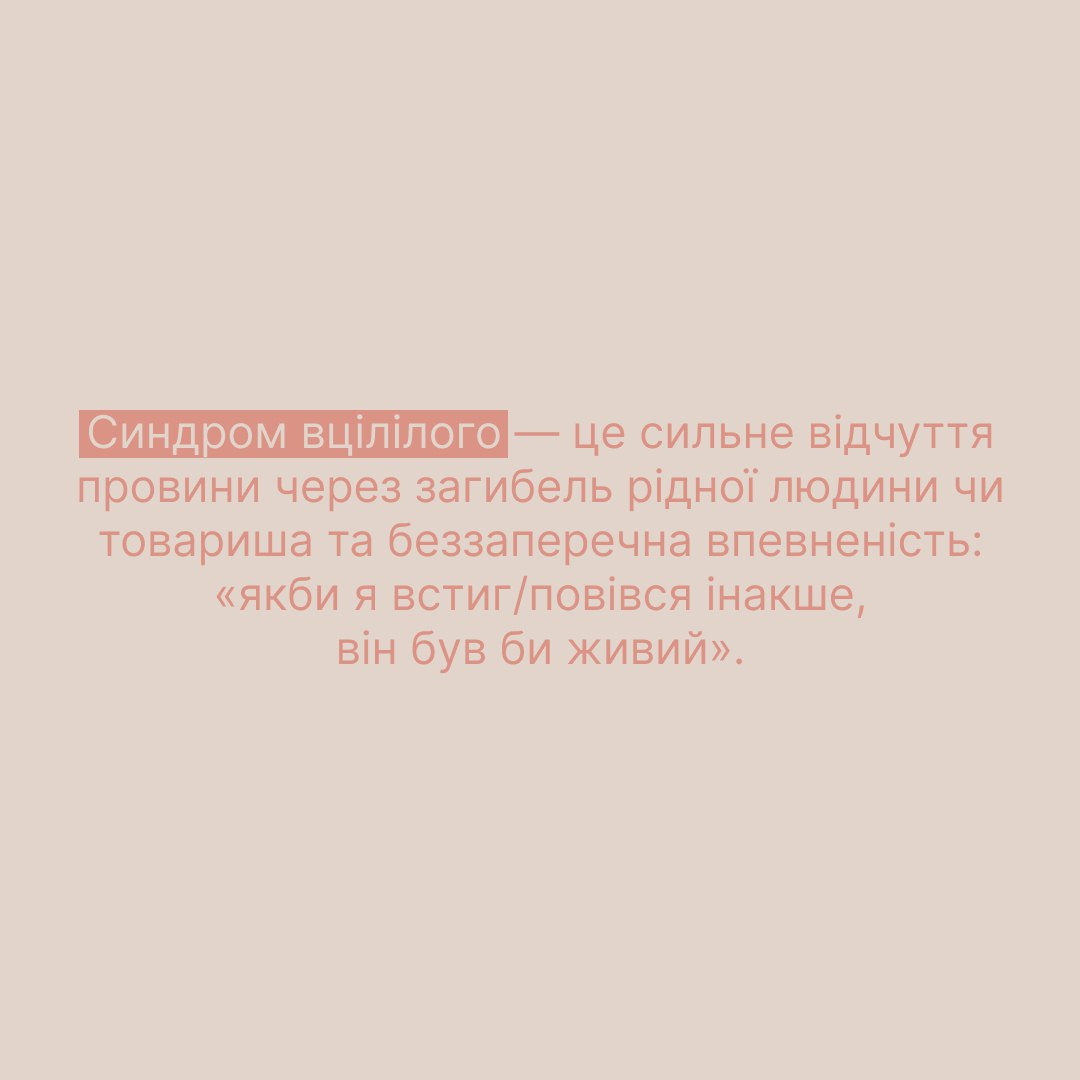 Синдром вцілілого — це сильне відчуття
провини через загибель рідної людини чи
товариша та беззаперечна впевненість:
«якби я встиг/повівся інакше,
він був би живий».